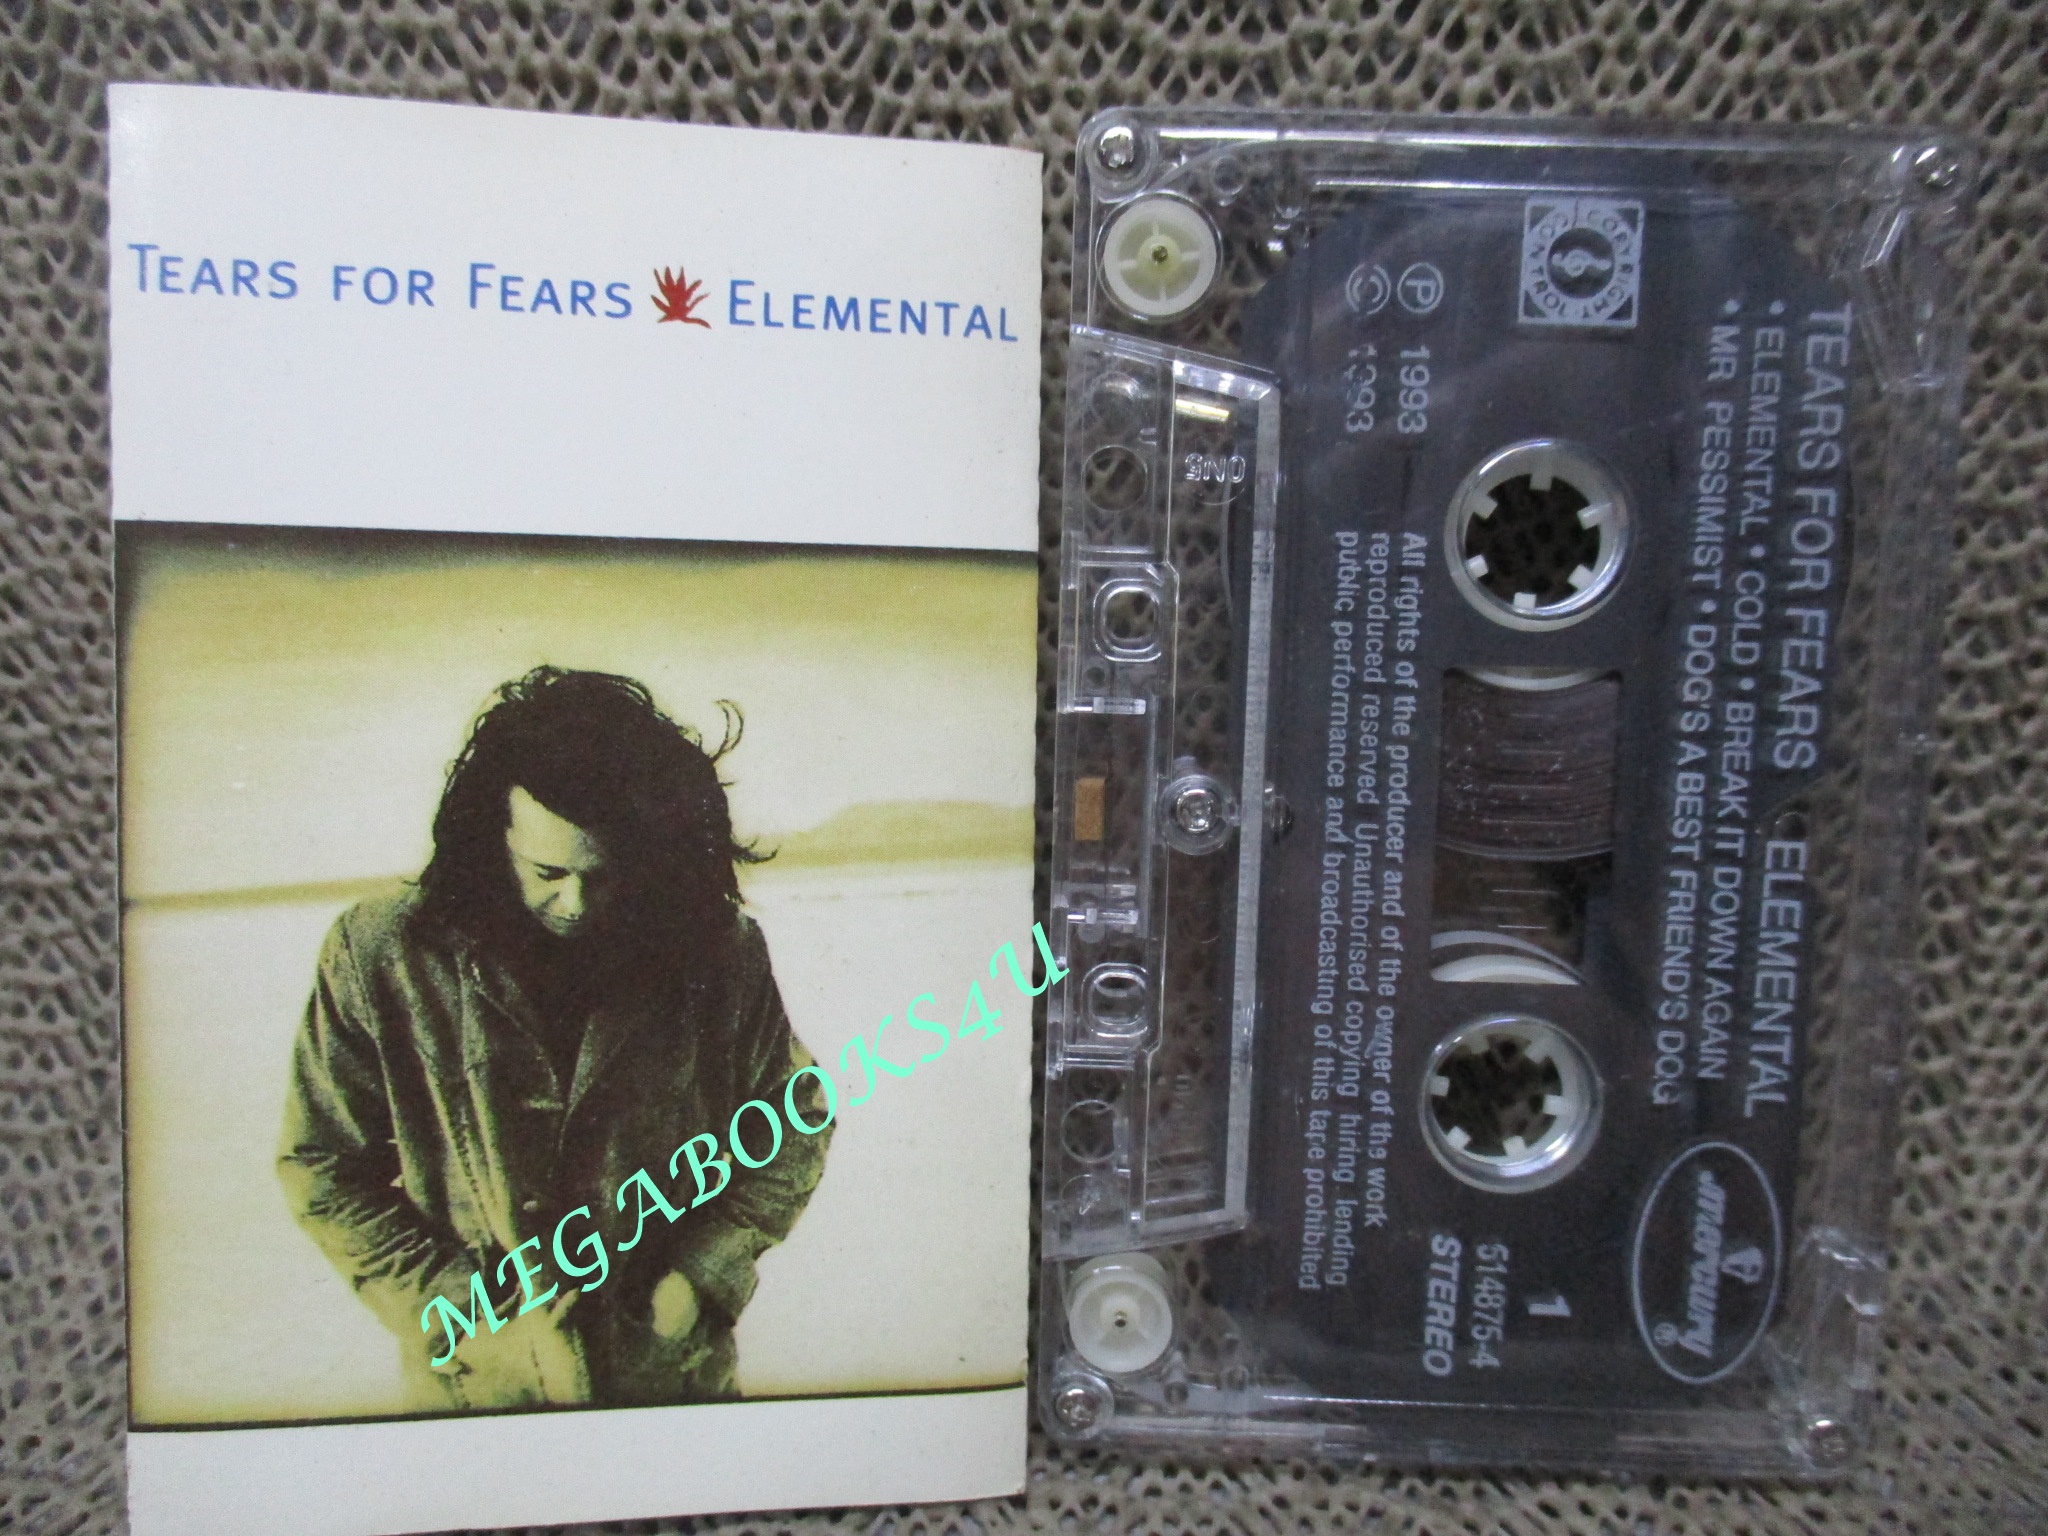 TEARS FOR FEARS ELEMENTAL
MEGABOOKS4U
TEARS FOR FEARS ELEMENTAL
• ELEMENTAL • COLD • BREAK IT DOWN AGAIN
• MR PESSIMIST • DOG'S A BEST FRIEND'S DOG
COPYRIGHT CONTROL
Ⓟ 1993
Ⓒ 1993
All rights of the producer and of the owner of the work
reproduced reserved Unauthorised copying hiring lending
public performance and broadcasting of this tape prohibited
mercury ®
1
514875-4
STEREO